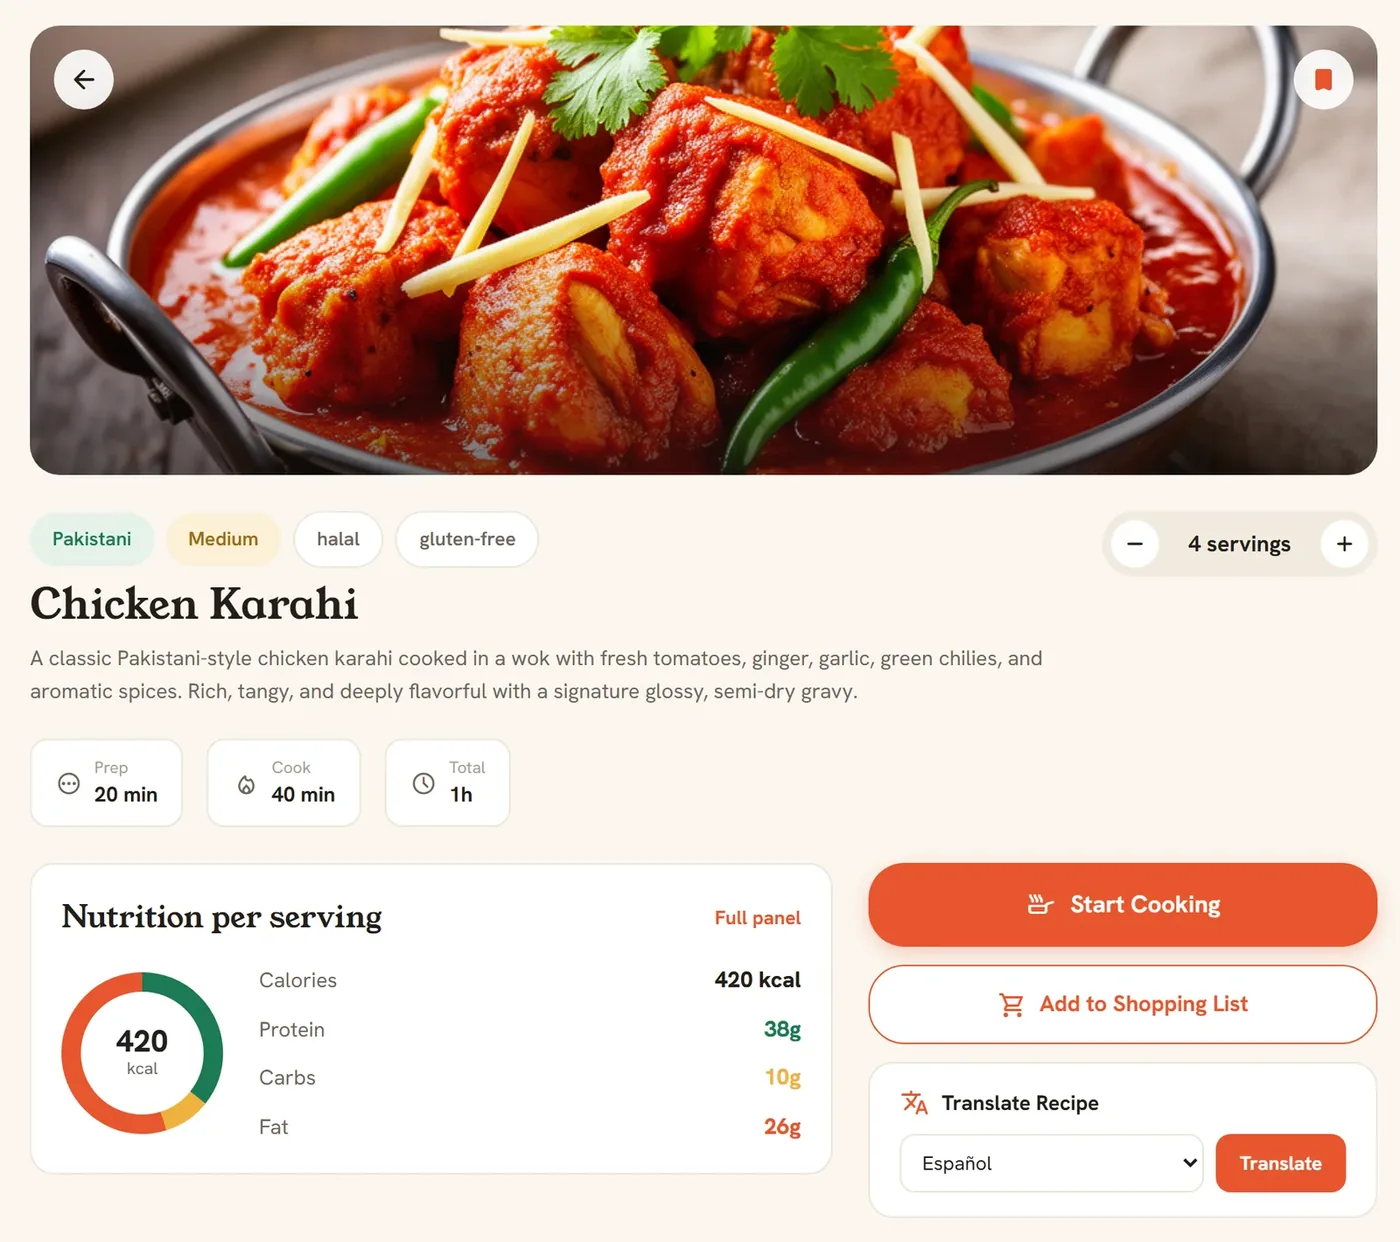 Pakistani
Medium
halal
gluten-free
4 servings
Chicken Karahi
A classic Pakistani-style chicken karahi cooked in a wok with fresh tomatoes, ginger, garlic, green chilies, and
aromatic spices. Rich, tangy, and deeply flavorful with a signature glossy, semi-dry gravy.
Prep
20 min
Cook
40 min
Total
1h
Nutrition per serving
Full panel
420
kcal
Calories
420 kcal
Protein
38g
Carbs
10g
Fat
26g
Start Cooking
Add to Shopping List
Translate Recipe
Español
Translate